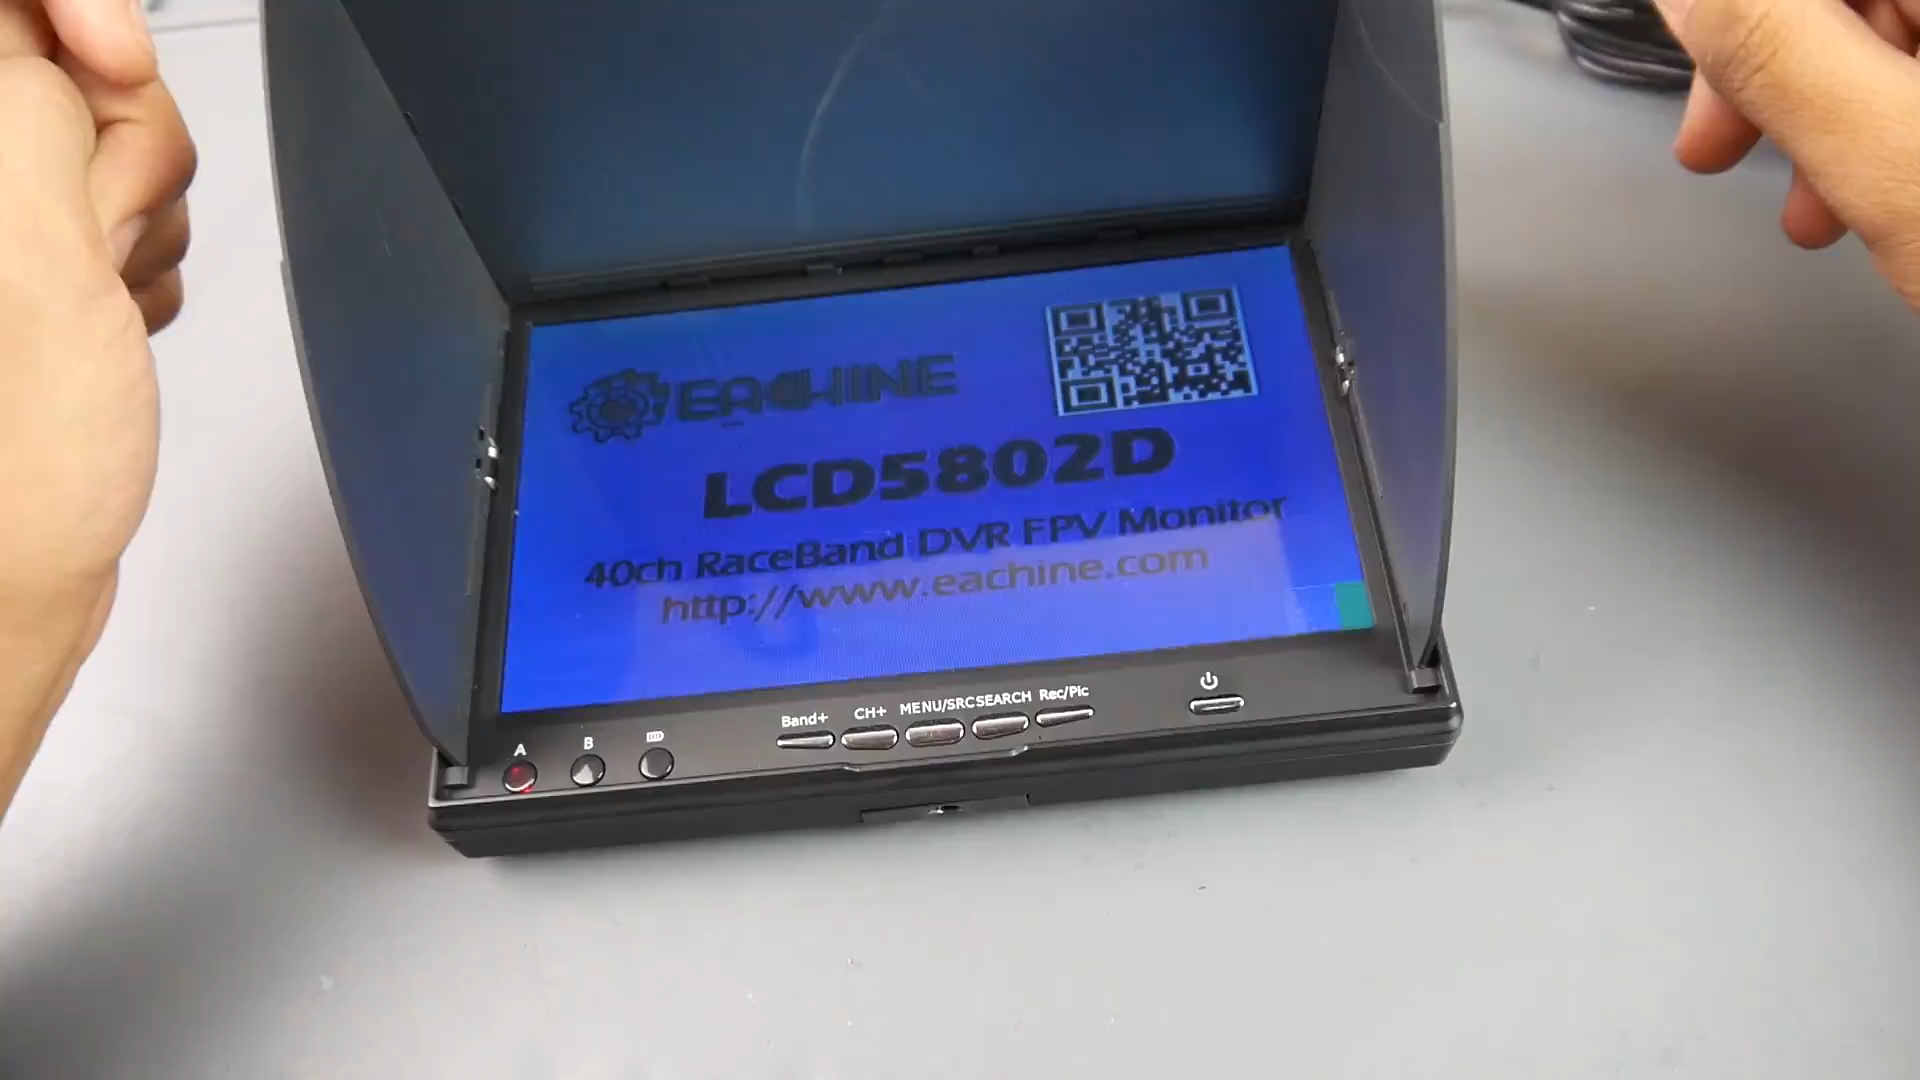 EACHINE
LCD5802D
40ch RaceBand DVR FPV Monitor
http://www.eachine.com
Band+ CH+ MENU/SRC SEARCH Rec/Pic
A B